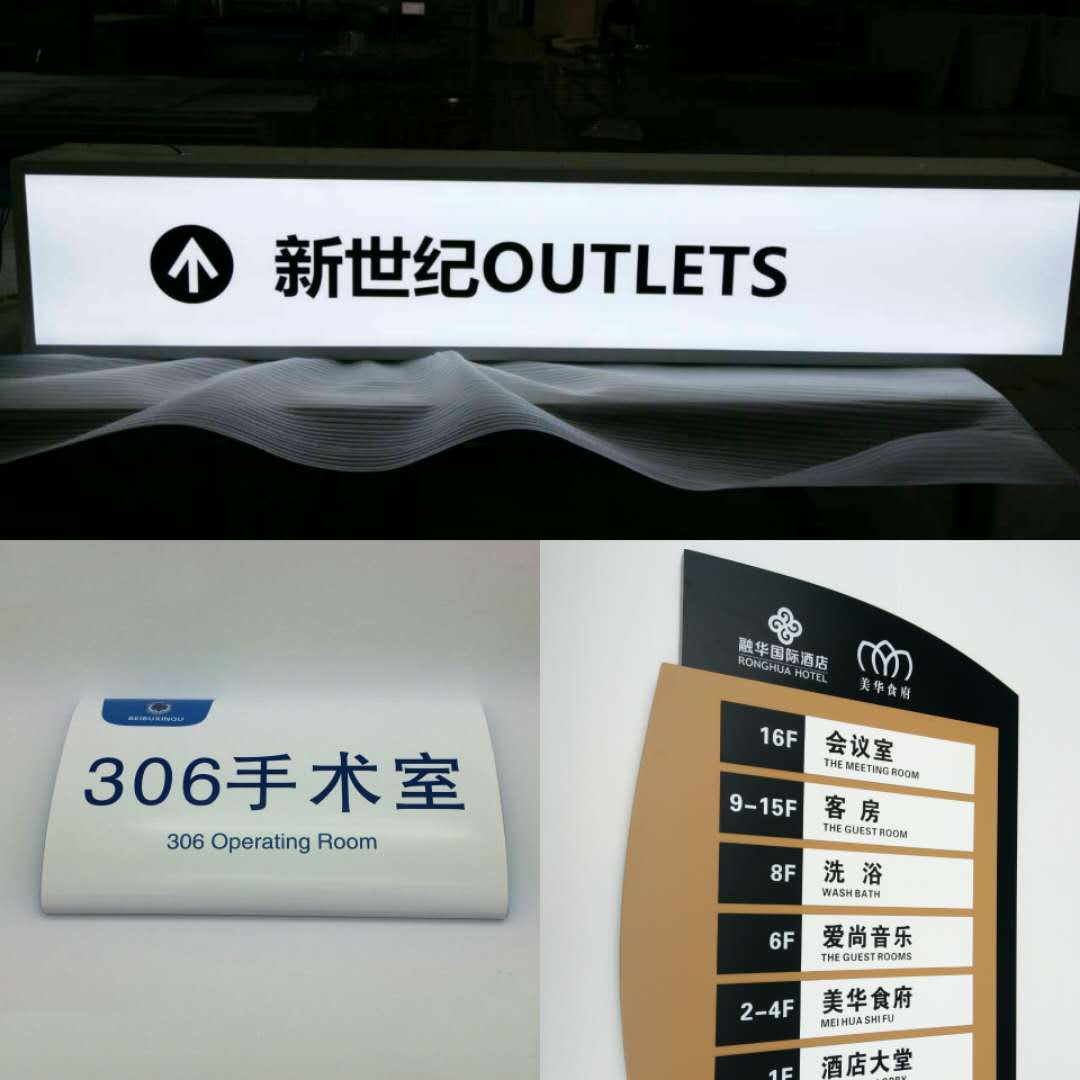 新世纪OUTLETS
BEIBUXINQU
306手术室
306 Operating Room
融华国际酒店
RONGHUA HOTEL
美华食府
16F 会议室
THE MEETING ROOM
9-15F 客房
THE GUEST ROOM
8F 洗浴
WASH BATH
6F 爱尚音乐
THE GUEST ROOMS
2-4F 美华食府
MEI HUA SHI FU
1F 酒店大堂